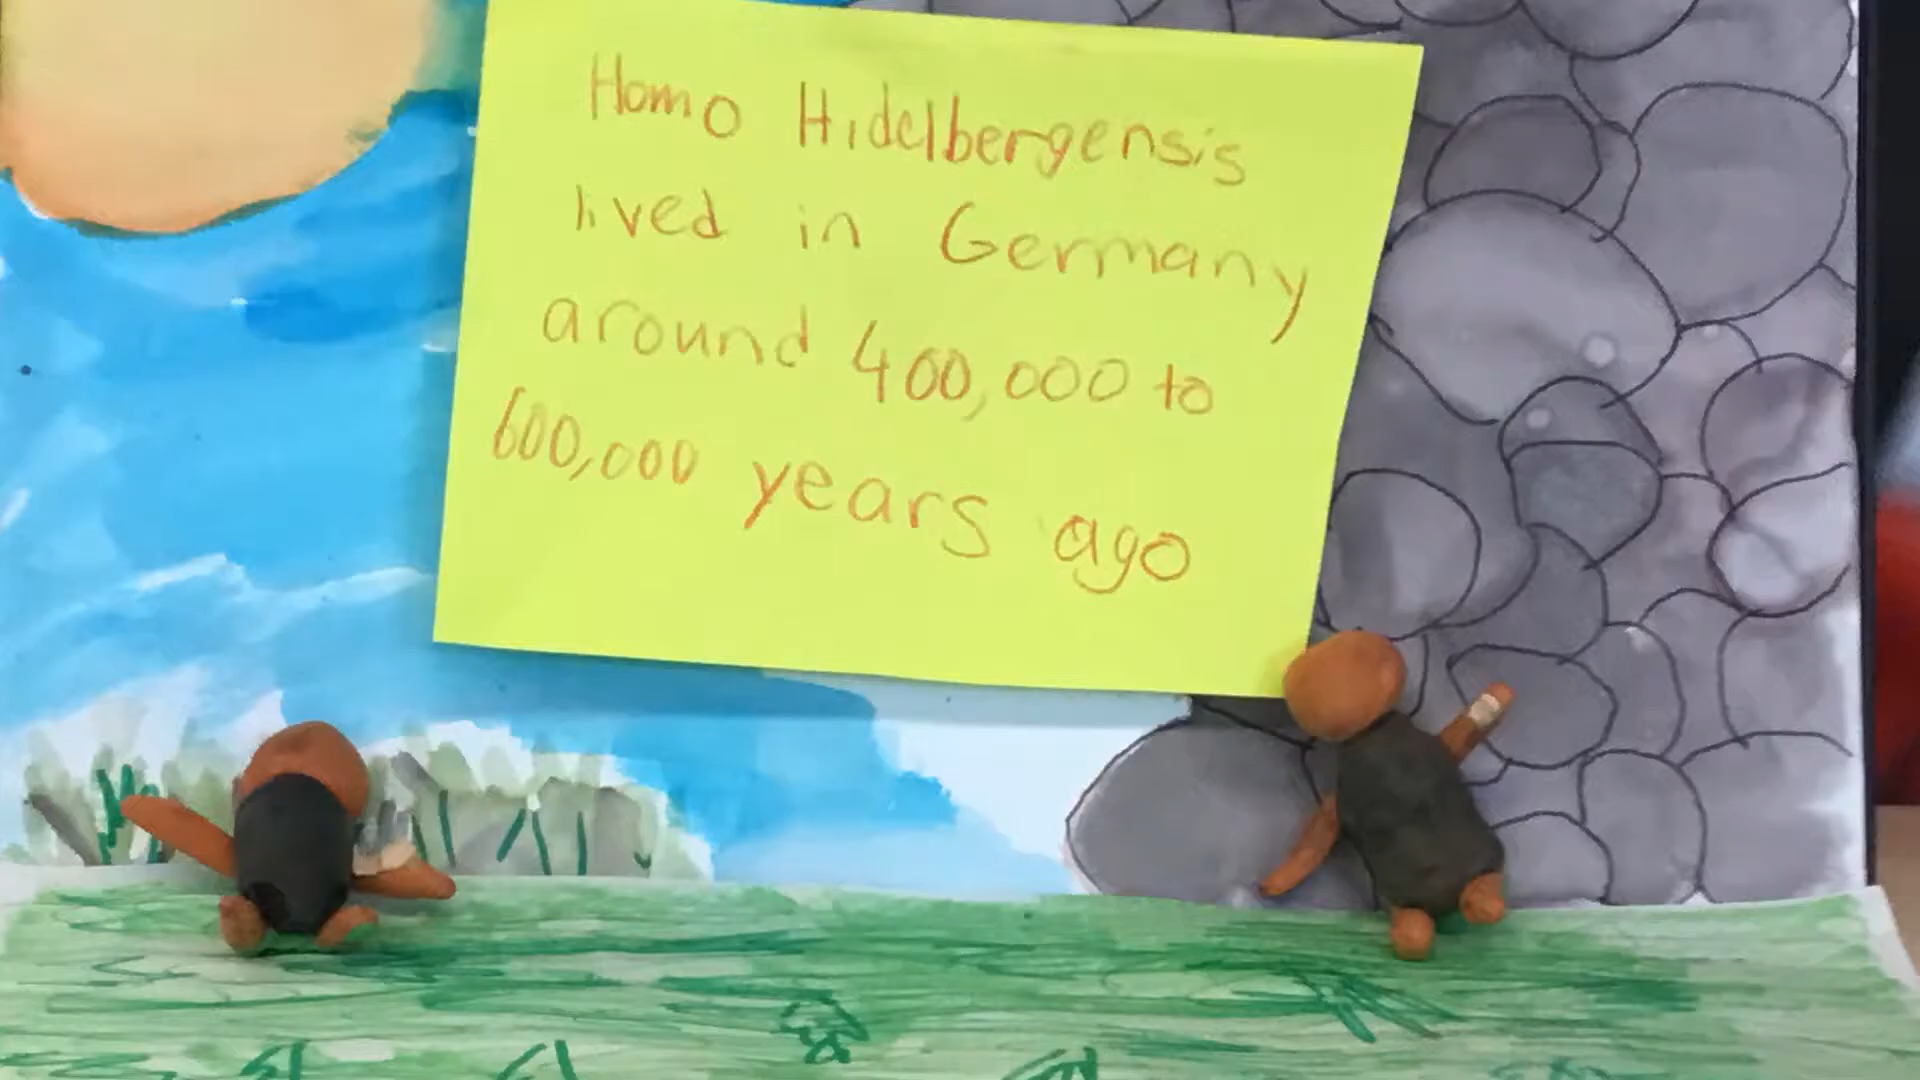 Homo Hidelbergensis
lived in Germany
around 400,000 to
600,000 years ago